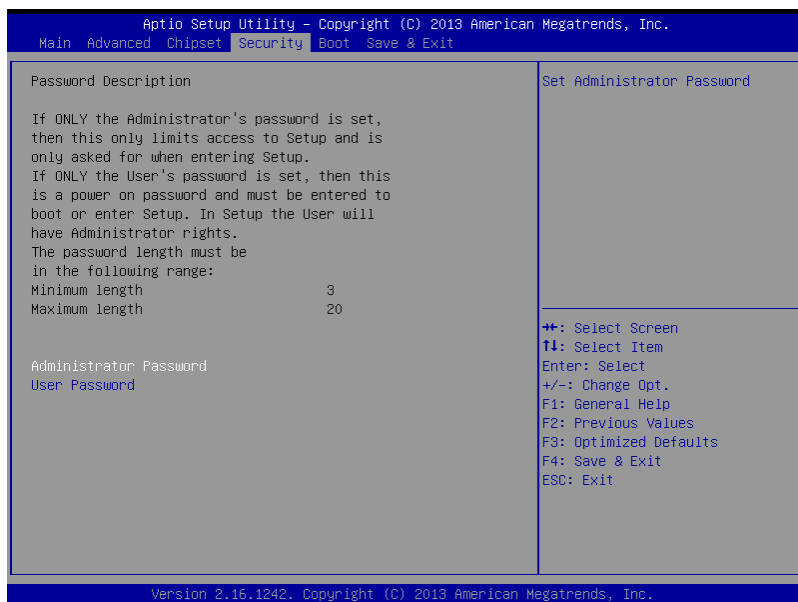 Aptio Setup Utility – Copyright (C) 2013 American Megatrends, Inc.
Main Advanced Chipset Security Boot Save & Exit
Password Description
If ONLY the Administrator's password is set,
then this only limits access to Setup and is
only asked for when entering Setup.
If ONLY the User's password is set, then this
is a power on password and must be entered to
boot or enter Setup. In Setup the User will
have Administrator rights.
The password length must be
in the following range:
Minimum length 3
Maximum length 20
Administrator Password
User Password
Set Administrator Password
→←: Select Screen
↑↓: Select Item
Enter: Select
+/-: Change Opt.
F1: General Help
F2: Previous Values
F3: Optimized Defaults
F4: Save & Exit
ESC: Exit
Version 2.16.1242. Copyright (C) 2013 American Megatrends, Inc.